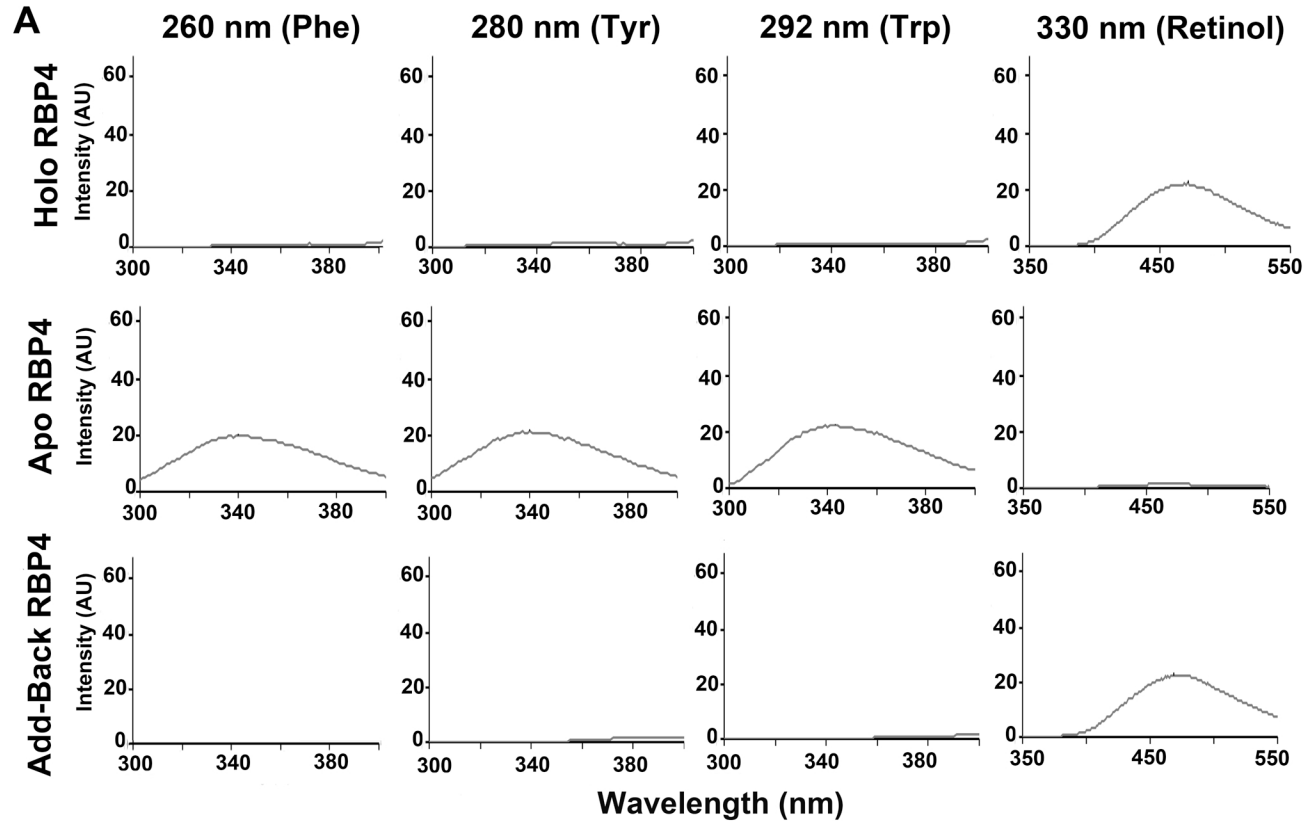 A
260 nm (Phe) 280 nm (Tyr) 292 nm (Trp) 330 nm (Retinol)
Holo RBP4
Intensity (AU)
60 60 60 60
40 40 40 40
20 20 20 20
0 0 0 0
300 340 380 300 340 380 300 340 380 350 450 550
Apo RBP4
Intensity (AU)
60 60 60 60
40 40 40 40
20 20 20 20
0 0 0 0
300 340 380 300 340 380 300 340 380 350 450 550
Add-Back RBP4
Intensity (AU)
60 60 60 60
40 40 40 40
20 20 20 20
0 0 0 0
300 340 380 300 340 380 300 340 380 350 450 550
Wavelength (nm)